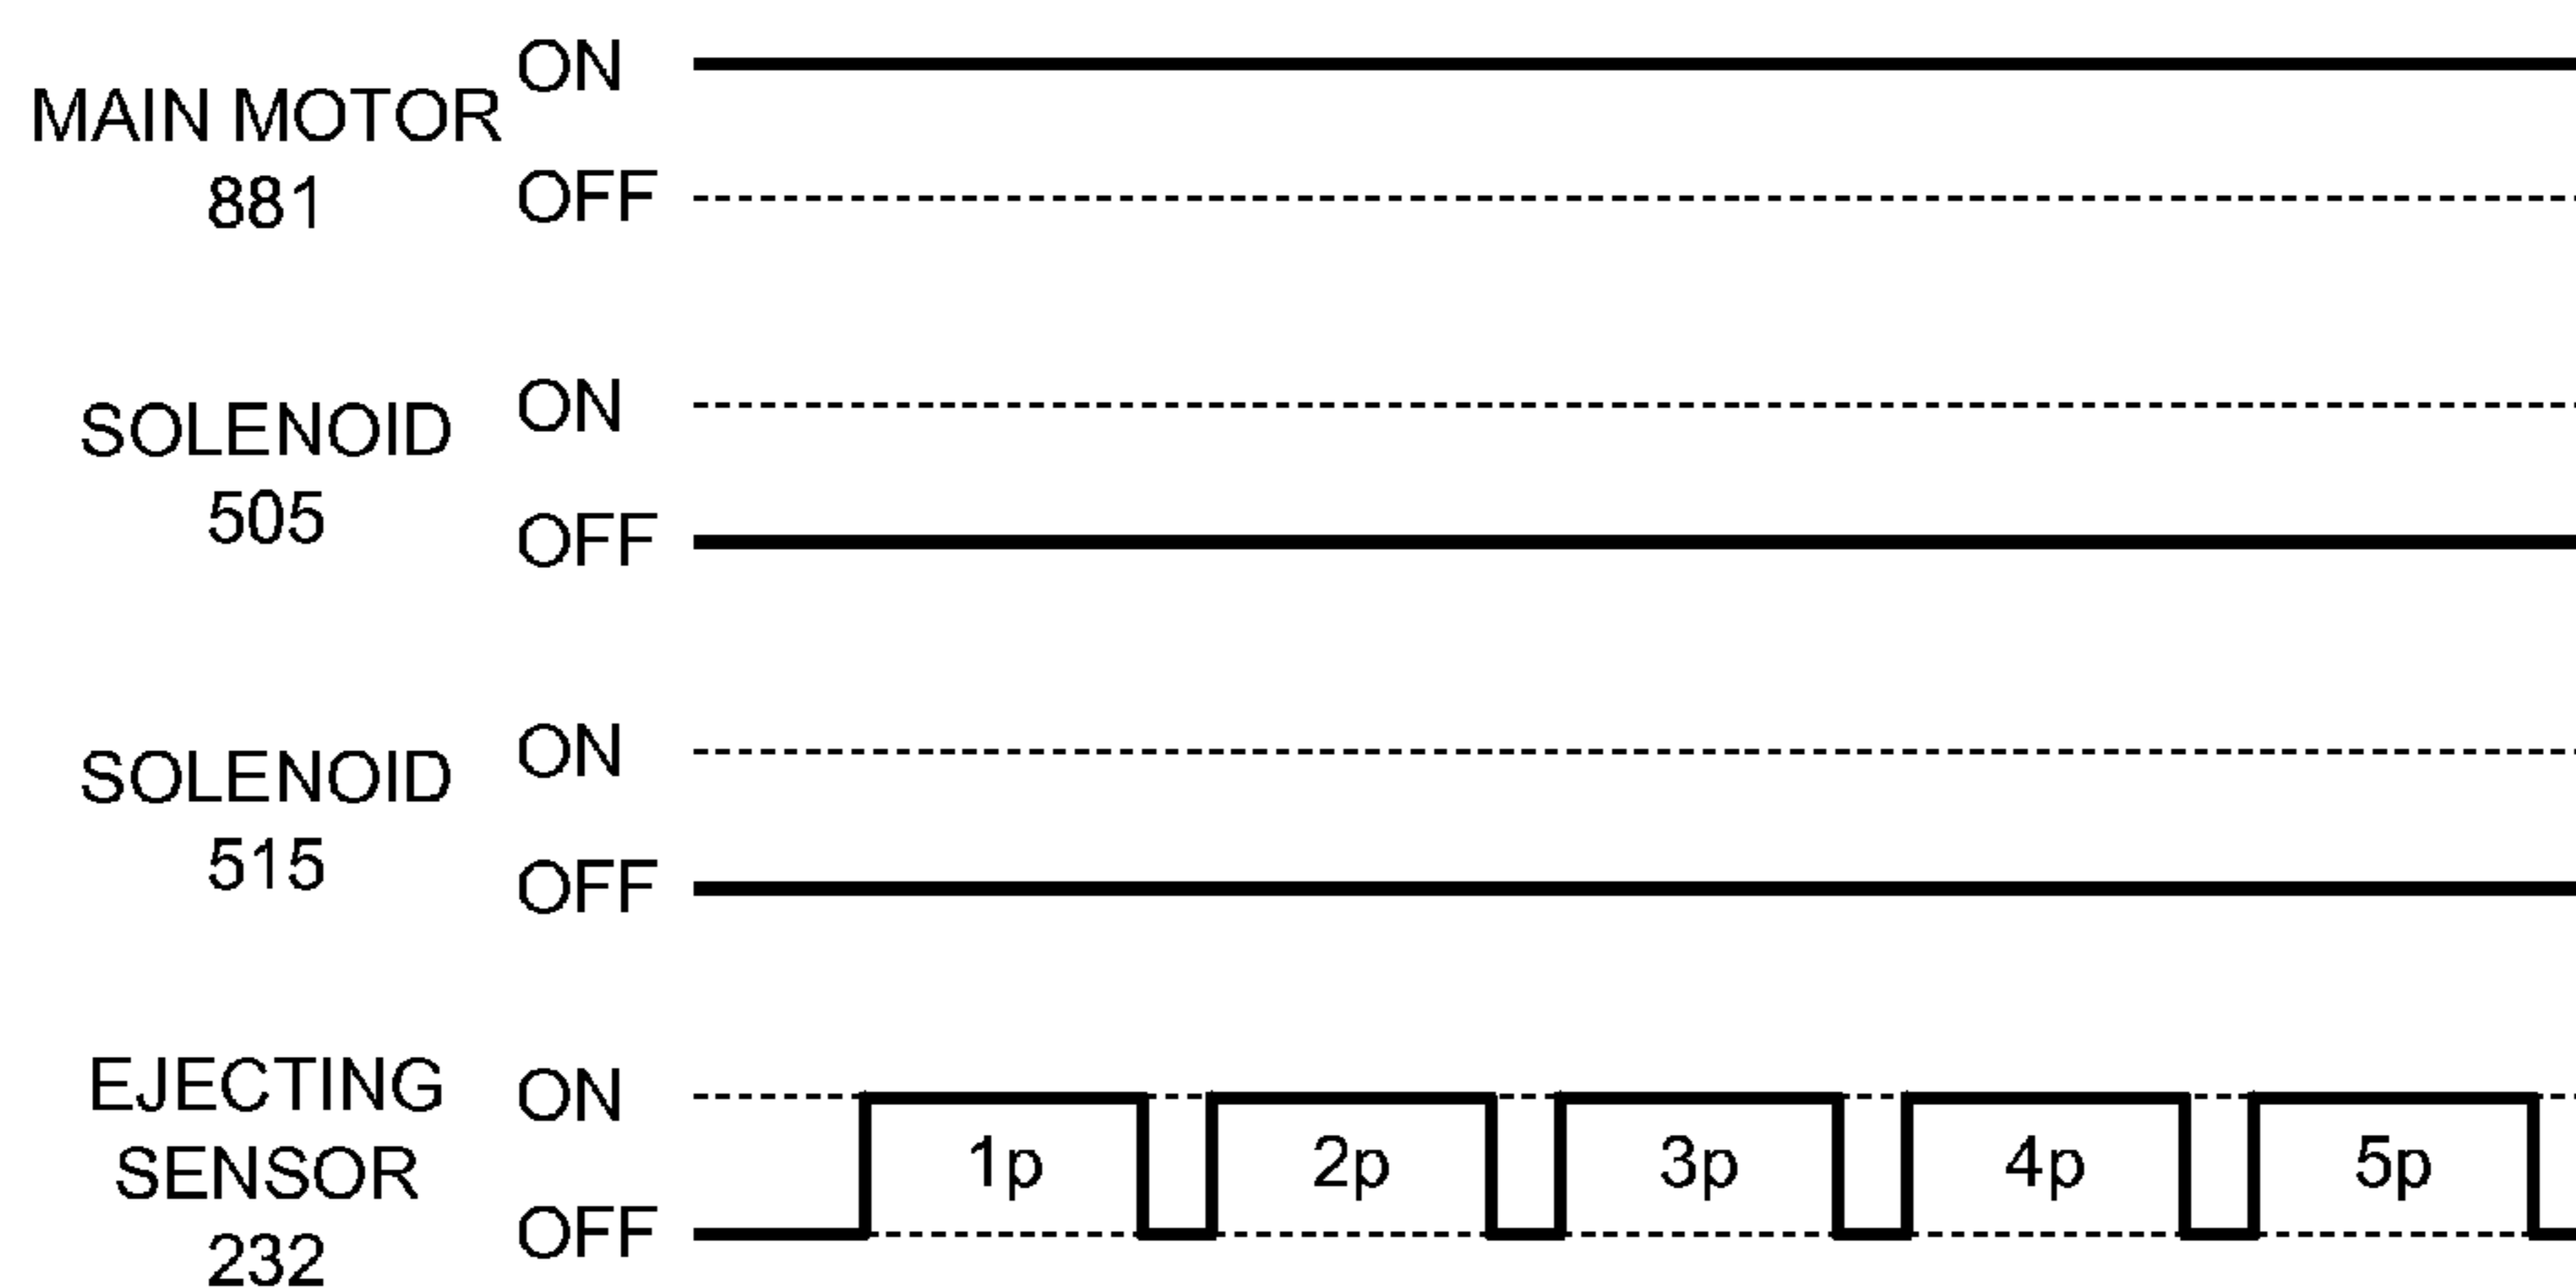 ON
MAIN MOTOR
881
OFF
ON
SOLENOID
505
OFF
ON
SOLENOID
515
OFF
EJECTING
SENSOR
232
ON
OFF
1p
2p
3p
4p
5p